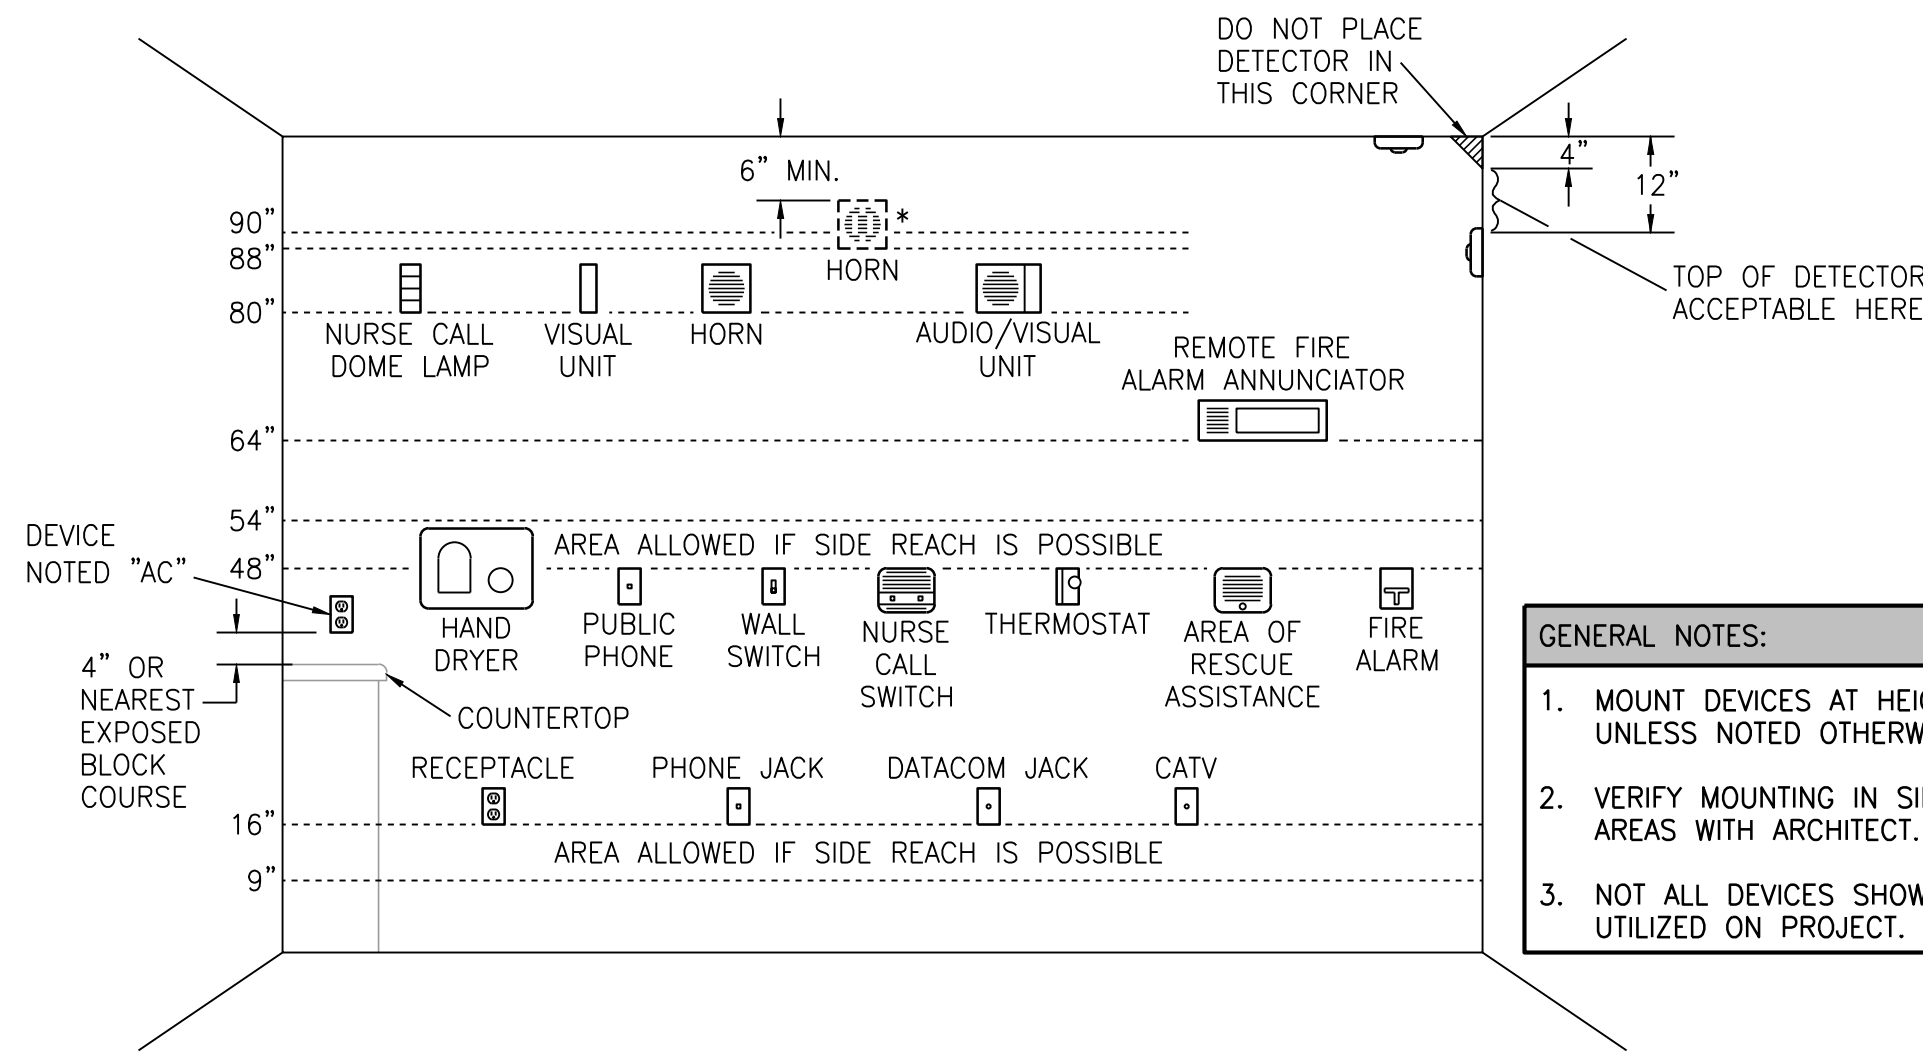 DO NOT PLACE
DETECTOR IN
THIS CORNER
6” MIN.
4”
12”
90”
88”
80”
64”
54”
48”
16”
9”
*
HORN
NURSE CALL
DOME LAMP
VISUAL
UNIT
HORN
AUDIO/VISUAL
UNIT
TOP OF DETECTOR
ACCEPTABLE HERE
REMOTE FIRE
ALARM ANNUNCIATOR
DEVICE
NOTED ”AC”
AREA ALLOWED IF SIDE REACH IS POSSIBLE
HAND
DRYER
PUBLIC
PHONE
WALL
SWITCH
NURSE
CALL
SWITCH
THERMOSTAT
AREA OF
RESCUE
ASSISTANCE
FIRE
ALARM
4” OR
NEAREST
EXPOSED
BLOCK
COURSE
COUNTERTOP
RECEPTACLE
PHONE JACK
DATACOM JACK
CATV
AREA ALLOWED IF SIDE REACH IS POSSIBLE
GENERAL NOTES:
1. MOUNT DEVICES AT
UNLESS NOTED
2. VERIFY MOUNTING IN
AREAS WITH ARCHITECT.
3. NOT ALL DEVICES
UTILIZED ON PROJECT.